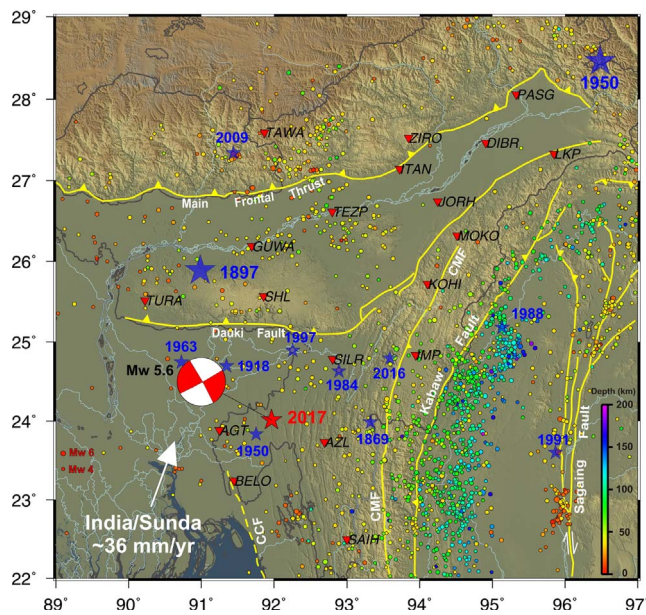 29
28
27
26
25
24
23
22
1950
PASG
TAWA
2009
ZIRO
DIBR
LKP
ITAN
Main Frontal Thrust
TEZP
JORH
MOKO
GUWA
CMF
1897
KOHI
TURA
SHL
Dauki Fault
1988
1963
1997
1918
SILR
IMP
Mw 5.6
1984
2016
Kabaw Fault
Depth (km)
200
150
100
50
0
2017
AGT
1950
AZL
1869
1991
Mw 6
Mw 4
BELO
Sagaing Fault
India/Sunda
~36 mm/yr
CCF
SAIH
CMF
89 90 91 92 93 94 95 96 97